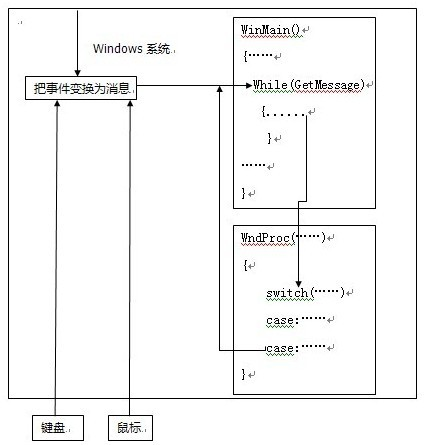 Windows 系统
把事件变换为消息
WinMain()
{······
While(GetMessage)
{......
}
······
}
WndProc(······)
{
switch(······)
case:······
case:······
}
键盘
鼠标